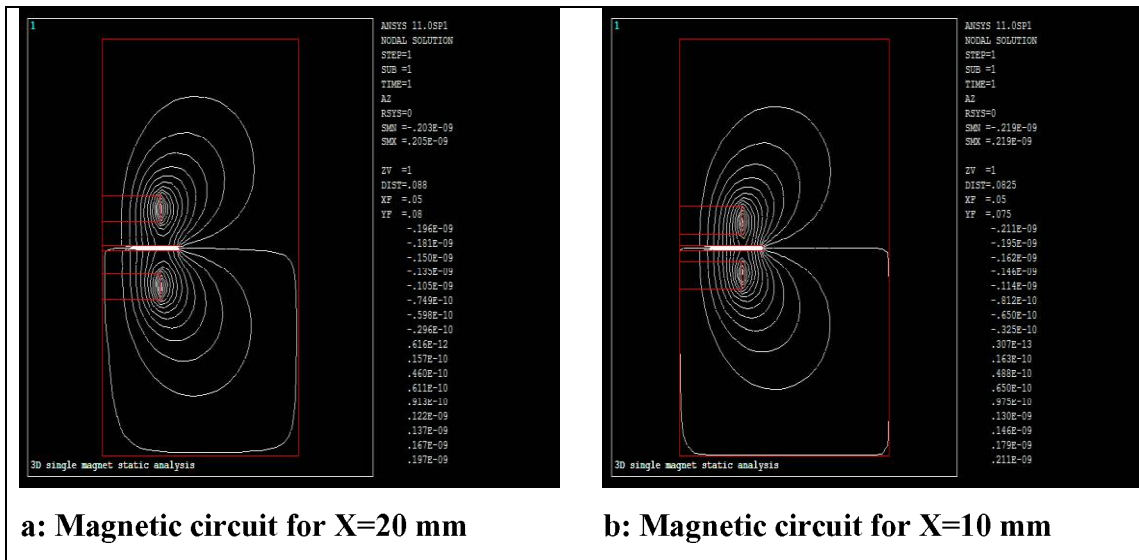 1
ANSYS 11.0SP1
NODAL SOLUTION
STEP=1
SUB =1
TIME=1
AZ
RSYS=0
SMN =-.203E-09
SMX =.205E-09
ZV =1
DIST=.088
XF =.05
YF =.08
-.196E-09
-.181E-09
-.150E-09
-.135E-09
-.105E-09
-.749E-10
-.598E-10
-.296E-10
.616E-12
.157E-10
.460E-10
.611E-10
.913E-10
.122E-09
.137E-09
.167E-09
.197E-09
3D single magnet static analysis
a: Magnetic circuit for X=20 mm
1
ANSYS 11.0SP1
NODAL SOLUTION
STEP=1
SUB =1
TIME=1
AZ
RSYS=0
SMN =-.219E-09
SMX =.219E-09
ZV =1
DIST=.0825
XF =.05
YF =.075
-.211E-09
-.195E-09
-.162E-09
-.146E-09
-.114E-09
-.812E-10
-.650E-10
-.325E-10
.307E-13
.163E-10
.488E-10
.650E-10
.975E-10
.130E-09
.146E-09
.179E-09
.211E-09
3D single magnet static analysis
b: Magnetic circuit for X=10 mm